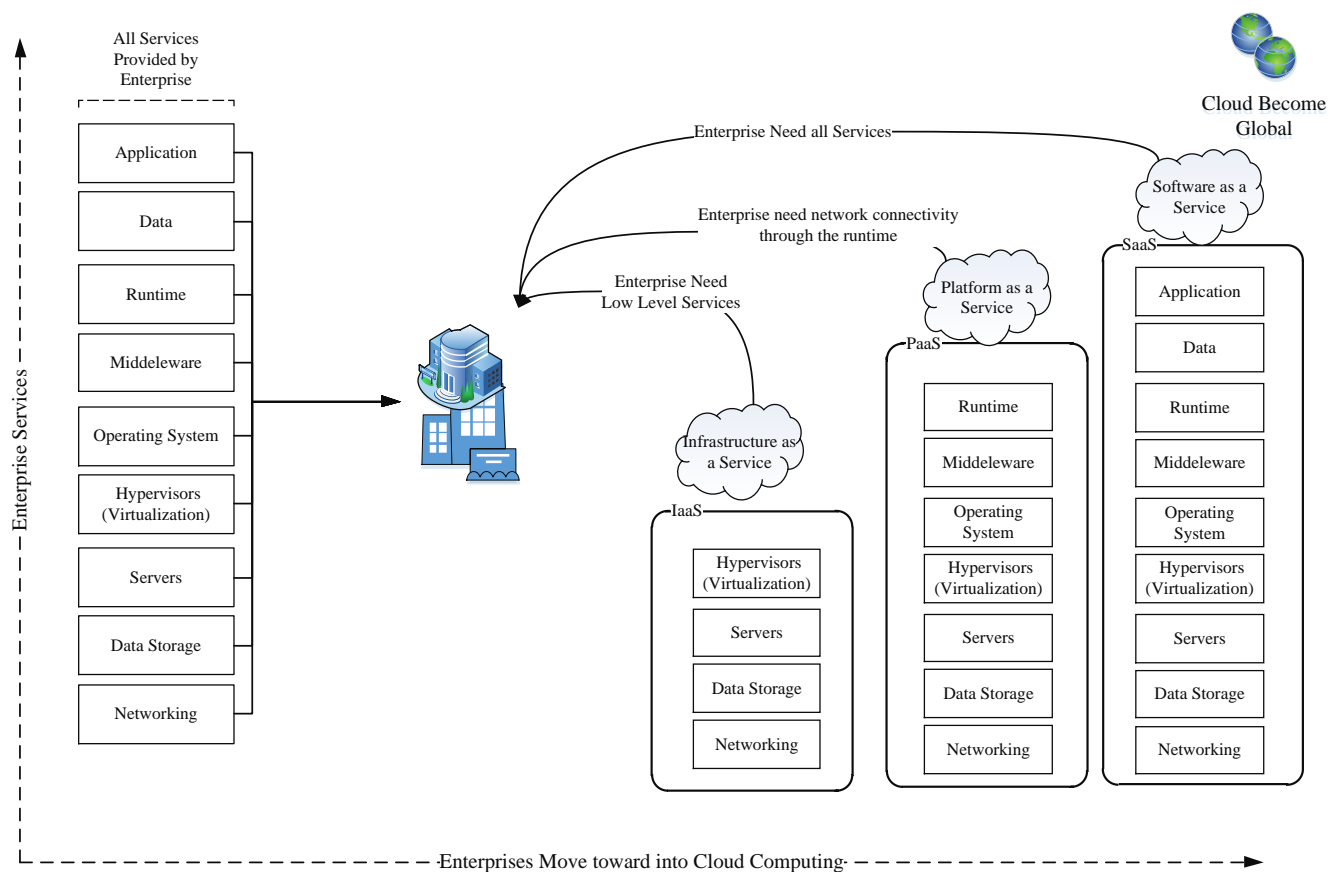 All Services
Provided by
Enterprise
Application
Data
Runtime
Middeleware
Operating System
Hypervisors
(Virtualization)
Servers
Data Storage
Networking
Enterprise Services
Enterprise Need all Services
Enterprise need network connectivity
through the runtime
Enterprise Need
Low Level Services
Cloud Become
Global
Infrastructure as
a Service
IaaS
Hypervisors
(Virtualization)
Servers
Data Storage
Networking
Platform as a
Service
PaaS
Runtime
Middeleware
Operating
System
Hypervisors
(Virtualization)
Servers
Data Storage
Networking
Software as a
Service
SaaS
Application
Data
Runtime
Middeleware
Operating
System
Hypervisors
(Virtualization)
Servers
Data Storage
Networking
Enterprises Move toward into Cloud Computing